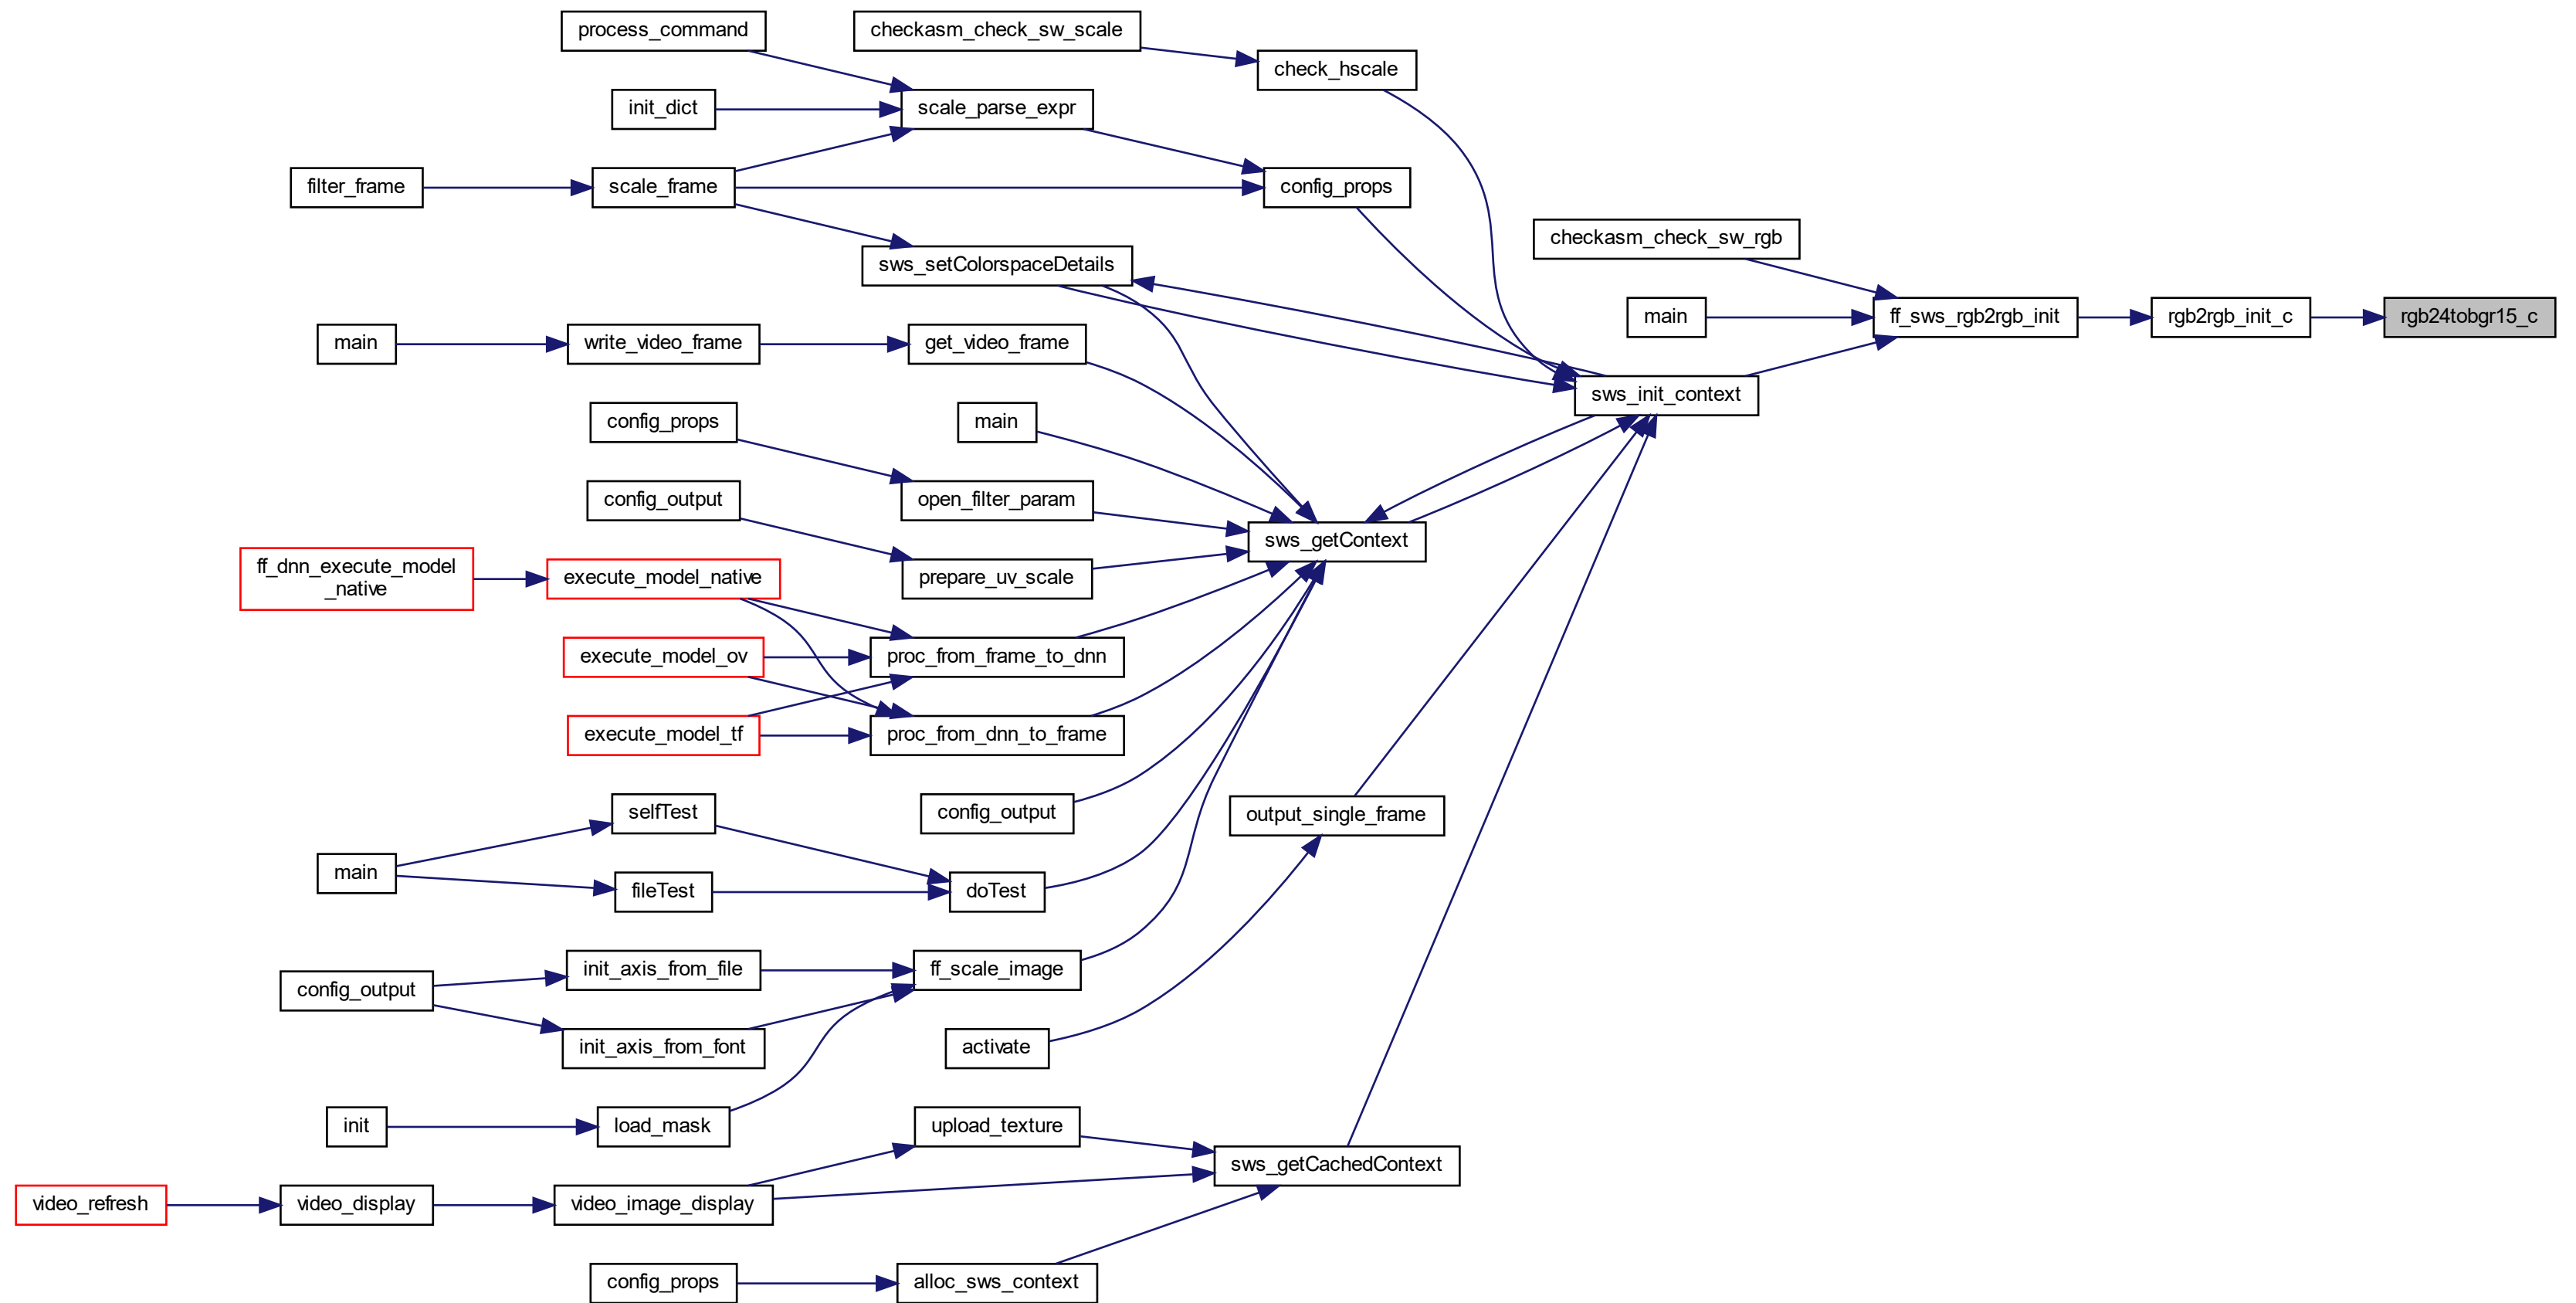 process_command
checkasm_check_sw_scale
check_hscale
init_dict
scale_parse_expr
filter_frame
scale_frame
config_props
checkasm_check_sw_rgb
sws_setColorspaceDetails
main
ff_sws_rgb2rgb_init
rgb2rgb_init_c
rgb24tobgr15_c
main
write_video_frame
get_video_frame
sws_init_context
config_props
main
config_output
open_filter_param
sws_getContext
ff_dnn_execute_model
_native
execute_model_native
prepare_uv_scale
execute_model_ov
proc_from_frame_to_dnn
execute_model_tf
proc_from_dnn_to_frame
selfTest
config_output
output_single_frame
main
fileTest
doTest
config_output
init_axis_from_file
ff_scale_image
init_axis_from_font
activate
init
load_mask
upload_texture
sws_getCachedContext
video_refresh
video_display
video_image_display
config_props
alloc_sws_context